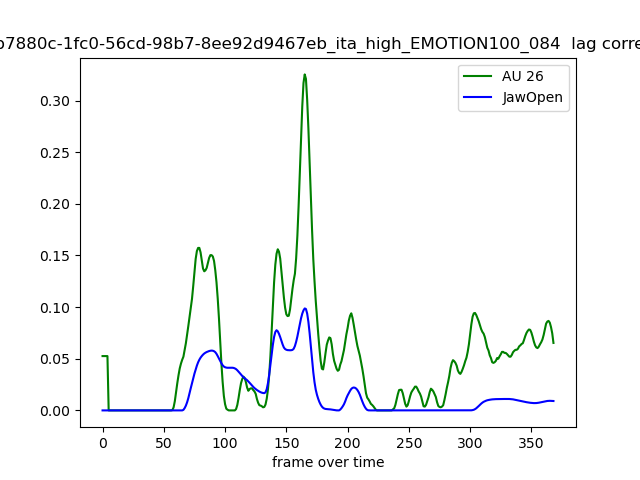 b7880c-1fc0-56cd-98b7-8ee92d9467eb_ita_high_EMOTION100_084 lag corre
AU 26
JawOpen
0.30
0.25
0.20
0.15
0.10
0.05
0.00
0 50 100 150 200 250 300 350
frame over time